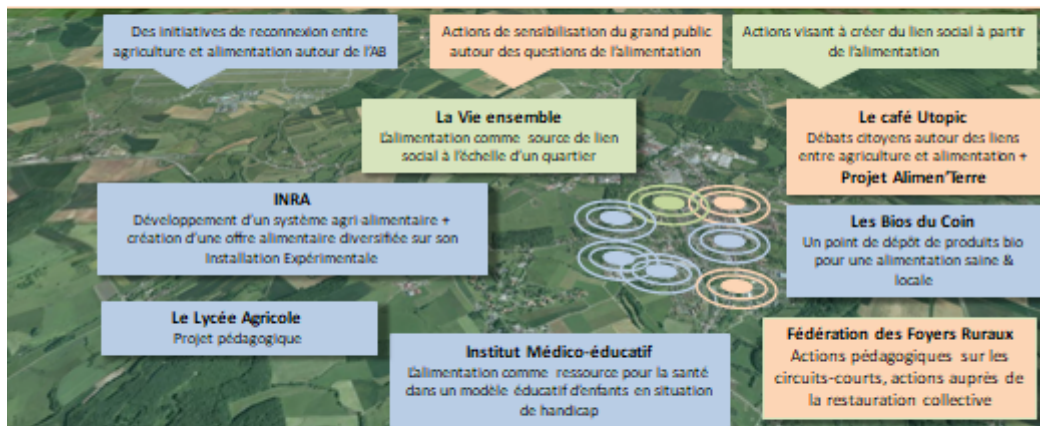 Des initiatives de reconnexion entre
agriculture et alimentation autour de l'AB
Actions de sensibilisation du grand public
autour des questions de l'alimentation
Actions visant à créer du lien social à partir
de l'alimentation
La Vie ensemble
L'alimentation comme source de lien
social à l'échelle d'un quartier
Le café Utopic
Débats citoyens autour des liens
entre agriculture et alimentation +
Projet Alimen'Terre
INRA
Développement d'un système agri alimentaire +
création d'une offre alimentaire diversifiée sur son
Installation Expérimentale
Les Bios du Coin
Un point de dépôt de produits bio
pour une alimentation saine &
locale
Le Lycée Agricole
Projet pédagogique
Institut Médico-éducatif
L'alimentation comme ressource pour la santé
dans un modèle éducatif d'enfants en situation
de handicap
Fédération des Foyers Ruraux
Actions pédagogiques sur les
circuits-courts, actions auprès de
la restauration collective